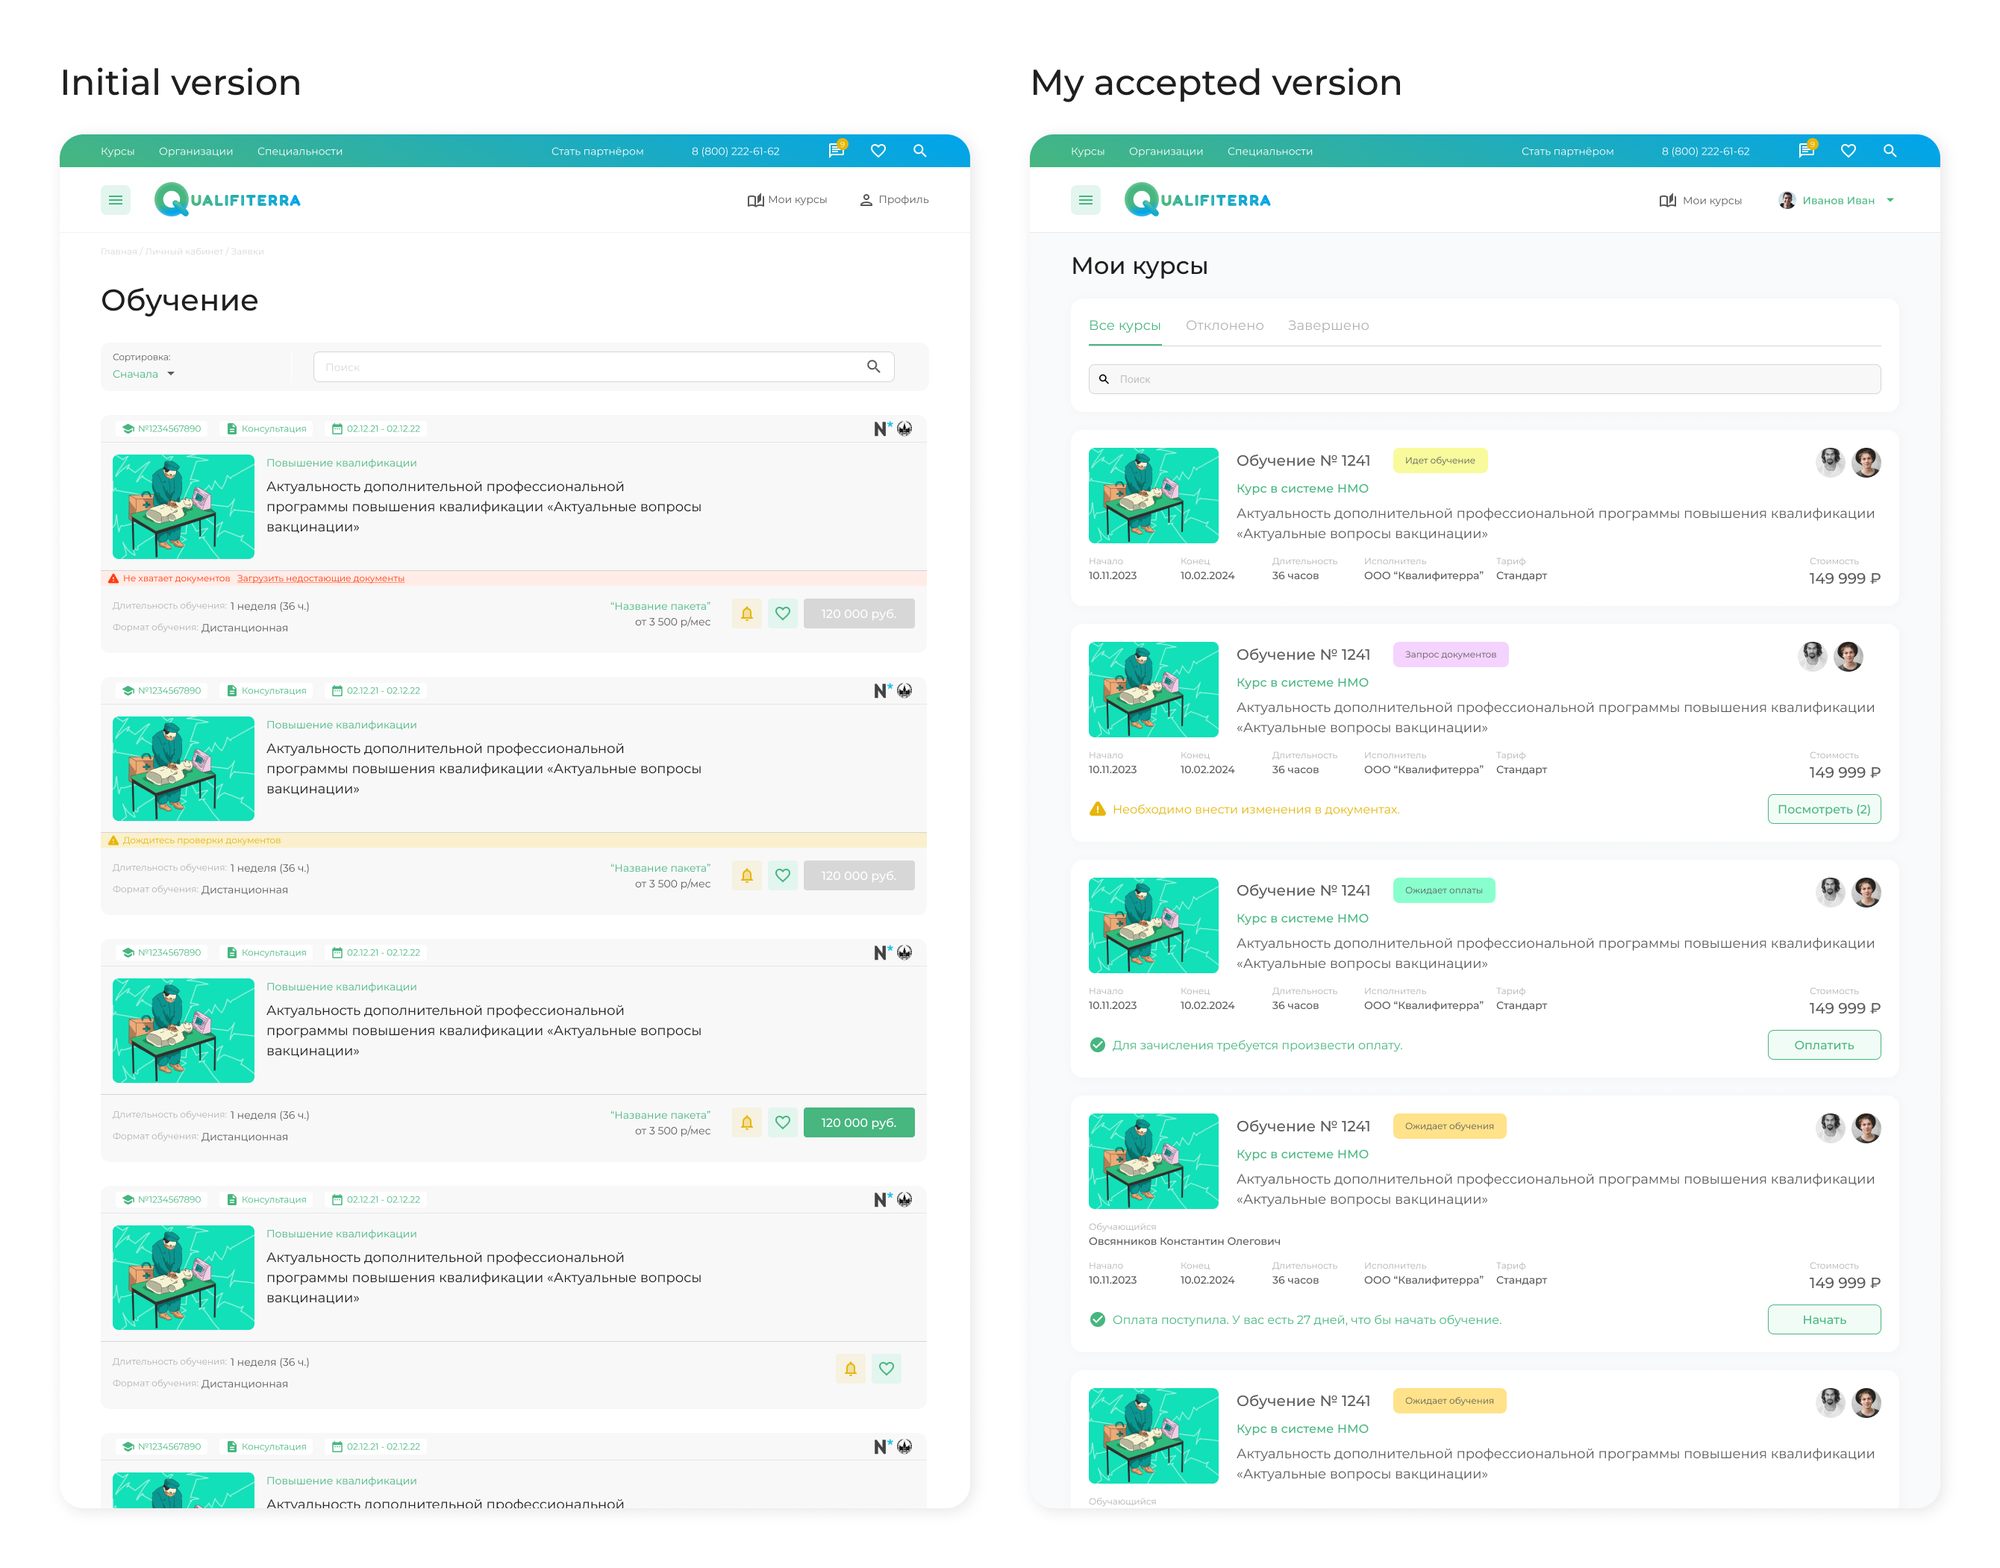 Initial version
Курсы Организации Специальности Стать партнёром 8 (800) 222-61-62 9
QUALIFITERRA Мои курсы Профиль
Главная / Личный кабинет / Заявки
Обучение
Сортировка:
Сначала
Поиск
№1234567890 Консультация 02.12.21 - 02.12.22 N*
Повышение квалификации
Актуальность дополнительной профессиональной
программы повышения квалификации «Актуальные вопросы
вакцинации»
Не хватает документов Загрузить недостающие документы
Длительность обучения: 1 неделя (36 ч.)
Формат обучения: Дистанционная
“Название пакета”
от 3 500 р/мес
120 000 руб.
№1234567890 Консультация 02.12.21 - 02.12.22 N*
Повышение квалификации
Актуальность дополнительной профессиональной
программы повышения квалификации «Актуальные вопросы
вакцинации»
Дождитесь проверки документов
Длительность обучения: 1 неделя (36 ч.)
Формат обучения: Дистанционная
“Название пакета”
от 3 500 р/мес
120 000 руб.
№1234567890 Консультация 02.12.21 - 02.12.22 N*
Повышение квалификации
Актуальность дополнительной профессиональной
программы повышения квалификации «Актуальные вопросы
вакцинации»
Длительность обучения: 1 неделя (36 ч.)
Формат обучения: Дистанционная
“Название пакета”
от 3 500 р/мес
120 000 руб.
№1234567890 Консультация 02.12.21 - 02.12.22 N*
Повышение квалификации
Актуальность дополнительной профессиональной
программы повышения квалификации «Актуальные вопросы
вакцинации»
Длительность обучения: 1 неделя (36 ч.)
Формат обучения: Дистанционная
№1234567890 Консультация 02.12.21 - 02.12.22 N*
Повышение квалификации
Актуальность дополнительной профессиональной
My accepted version
Курсы Организации Специальности Стать партнёром 8 (800) 222-61-62 9
QUALIFITERRA Мои курсы Иванов Иван
Мои курсы
Все курсы Отклонено Завершено
Поиск
Обучение № 1241 Идет обучение
Курс в системе НМО
Актуальность дополнительной профессиональной программы повышения квалификации
«Актуальные вопросы вакцинации»
Начало Конец Длительность Исполнитель Тариф Стоимость
10.11.2023 10.02.2024 36 часов ООО “Квалифитерра” Стандарт 149 999 ₽
Обучение № 1241 Запрос документов
Курс в системе НМО
Актуальность дополнительной профессиональной программы повышения квалификации
«Актуальные вопросы вакцинации»
Начало Конец Длительность Исполнитель Тариф Стоимость
10.11.2023 10.02.2024 36 часов ООО “Квалифитерра” Стандарт 149 999 ₽
Необходимо внести изменения в документах. Посмотреть (2)
Обучение № 1241 Ожидает оплаты
Курс в системе НМО
Актуальность дополнительной профессиональной программы повышения квалификации
«Актуальные вопросы вакцинации»
Начало Конец Длительность Исполнитель Тариф Стоимость
10.11.2023 10.02.2024 36 часов ООО “Квалифитерра” Стандарт 149 999 ₽
Для зачисления требуется произвести оплату. Оплатить
Обучение № 1241 Ожидает обучения
Курс в системе НМО
Актуальность дополнительной профессиональной программы повышения квалификации
«Актуальные вопросы вакцинации»
Обучающийся
Овсянников Константин Олегович
Начало Конец Длительность Исполнитель Тариф Стоимость
10.11.2023 10.02.2024 36 часов ООО “Квалифитерра” Стандарт 149 999 ₽
Оплата поступила. У вас есть 27 дней, что бы начать обучение. Начать
Обучение № 1241 Ожидает обучения
Курс в системе НМО
Актуальность дополнительной профессиональной программы повышения квалификации
«Актуальные вопросы вакцинации»
Обучающийся